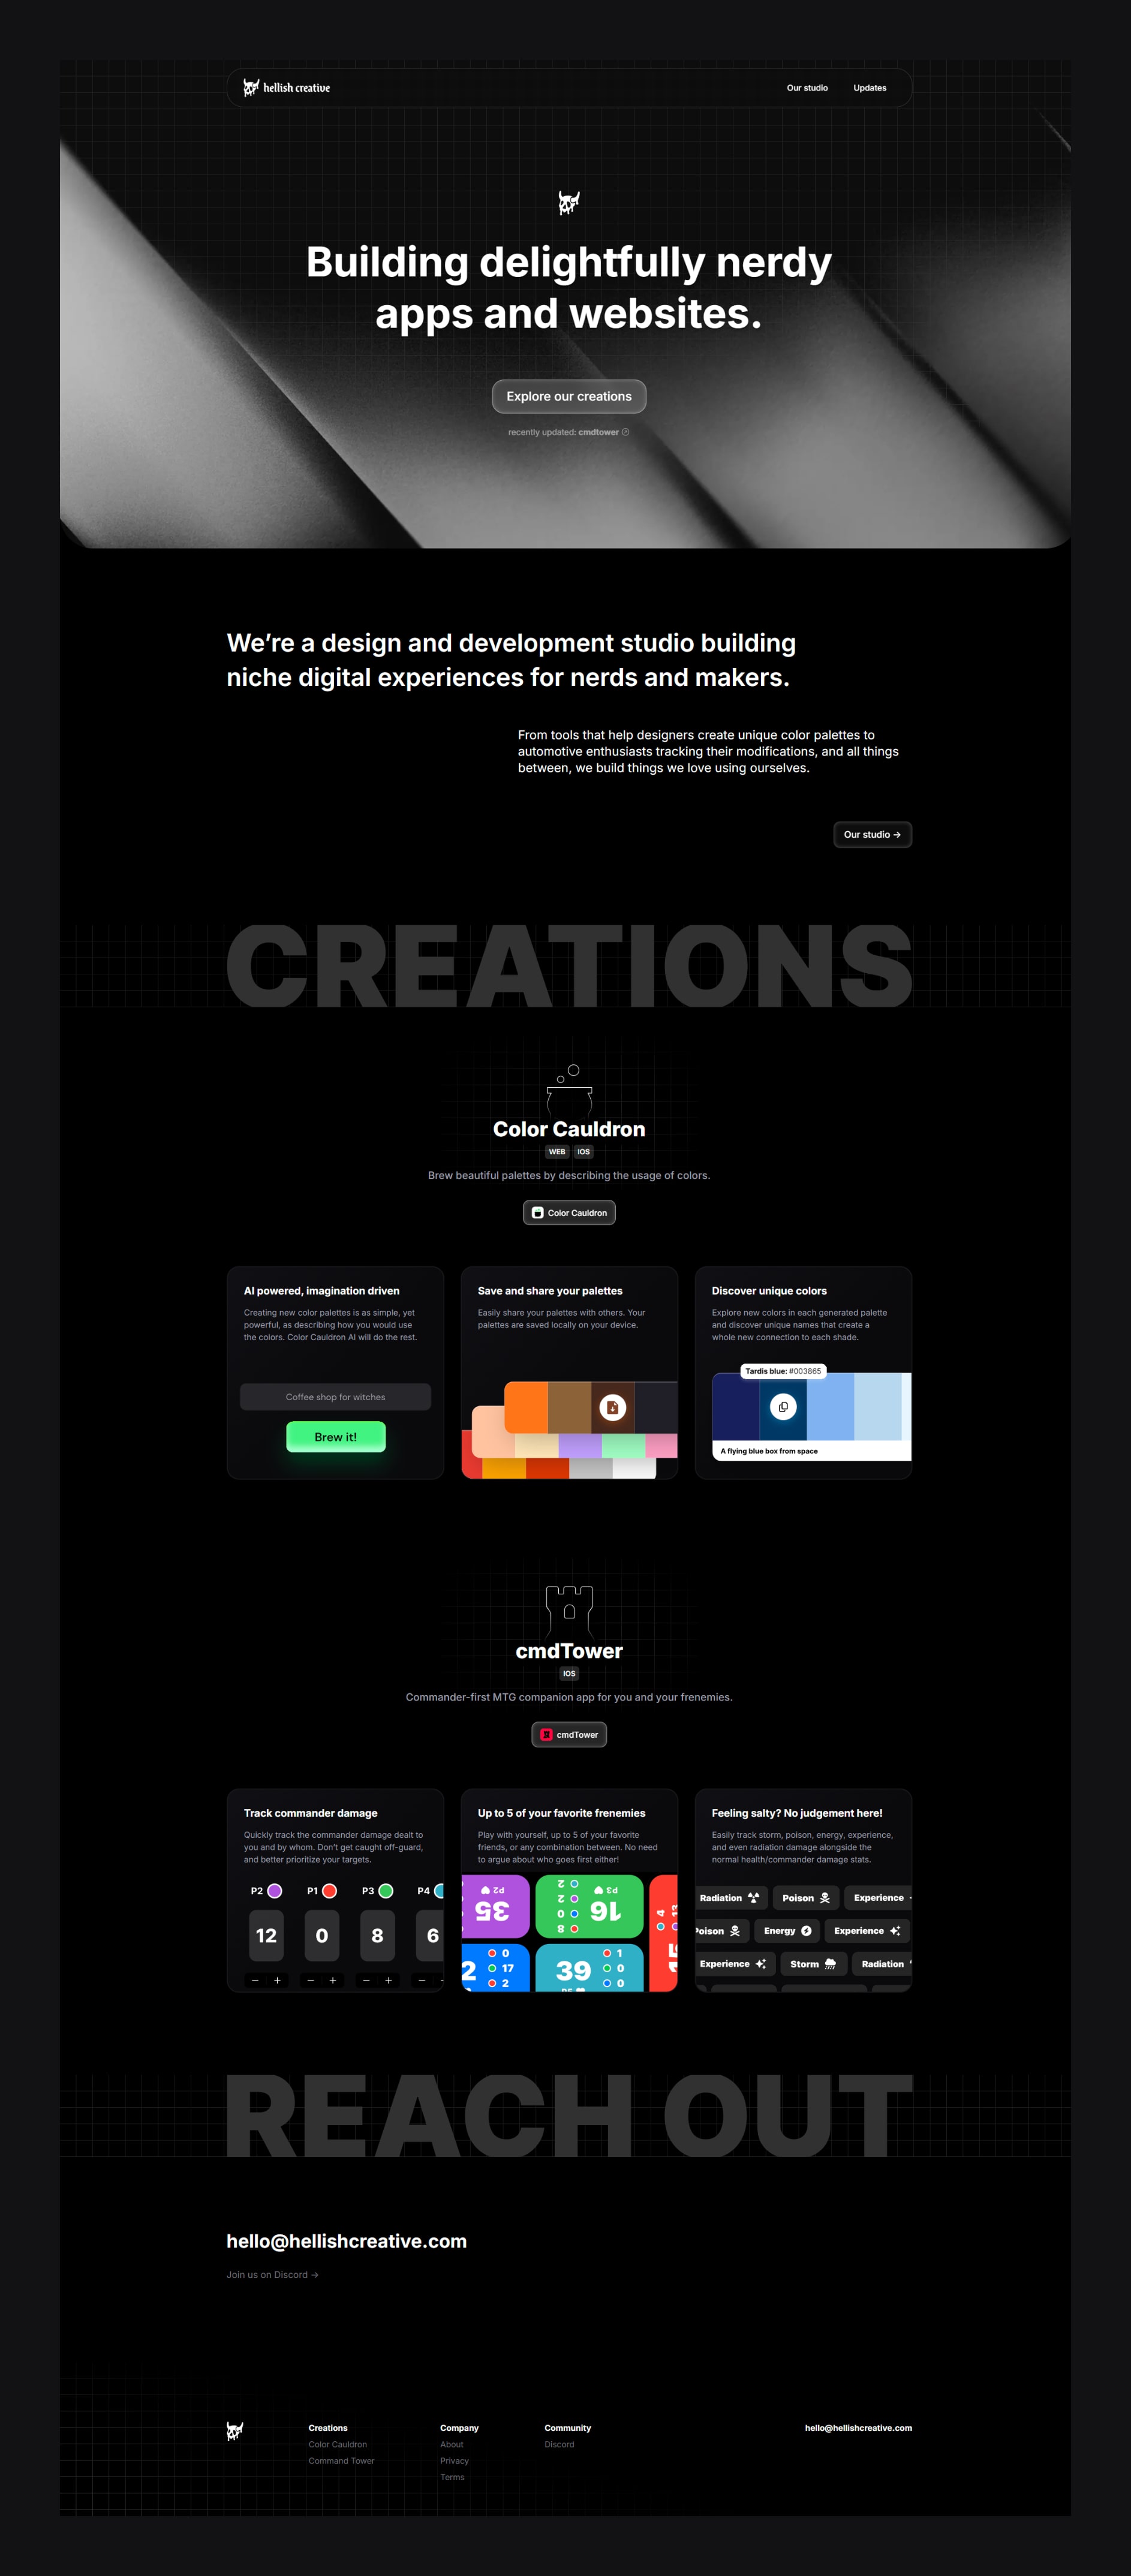 hellish creative
Our studio
Updates
Building delightfully nerdy
apps and websites.
Explore our creations
recently updated: cmdtower
We're a design and development studio building
niche digital experiences for nerds and makers.
From tools that help designers create unique color palettes to
automotive enthusiasts tracking their modifications, and all things
between, we build things we love using ourselves.
Our studio →
CREATIONS
Color Cauldron
WEB IOS
Brew beautiful palettes by describing the usage of colors.
Color Cauldron
AI powered, imagination driven
Creating new color palettes is as simple, yet
powerful, as describing how you would use
the colors. Color Cauldron AI will do the rest.
Coffee shop for witches
Brew it!
Save and share your palettes
Easily share your palettes with others. Your
palettes are saved locally on your device.
Discover unique colors
Explore new colors in each generated palette
and discover unique names that create a
whole new connection to each shade.
Tardis blue: #003865
A flying blue box from space
cmdTower
IOS
Commander-first MTG companion app for you and your frenemies.
cmdTower
Track commander damage
Quickly track the commander damage dealt to
you and by whom. Don't get caught off-guard,
and better prioritize your targets.
P2 P1 P3 P4
12 0 8 6
− + − + − + −
Up to 5 of your favorite frenemies
Play with yourself, up to 5 of your favorite
friends, or any combination between. No need
to argue about who goes first either!
P2
35
P3
16
2
2
0
8
4
13
2
0
17
2
39
1
0
0
Feeling salty? No judgement here!
Easily track storm, poison, energy, experience,
and even radiation damage alongside the
normal health/commander damage stats.
Radiation Poison Experience
Poison Energy Experience
Experience Storm Radiation
REACH OUT
hello@hellishcreative.com
Join us on Discord →
Creations
Color Cauldron
Command Tower
Company
About
Privacy
Terms
Community
Discord
hello@hellishcreative.com